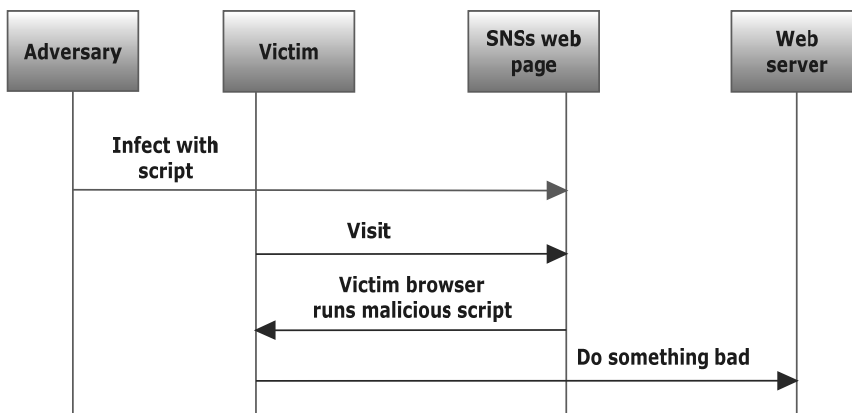 Adversary
Victim
SNSs web
page
Web
server
Infect with
script
Visit
Victim browser
runs malicious script
Do something bad